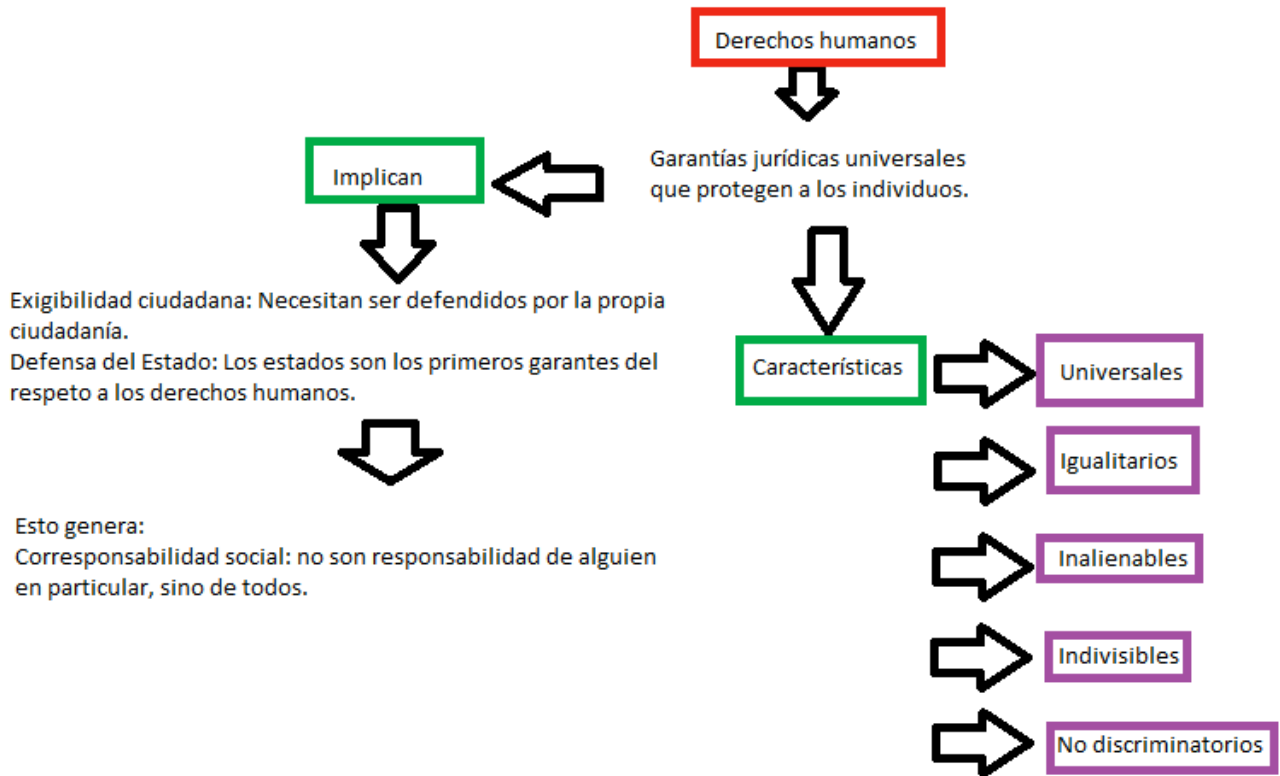 Derechos humanos
Garantías jurídicas universales
que protegen a los individuos.
Implican
Exigibilidad ciudadana: Necesitan ser defendidos por la propia
ciudadanía.
Defensa del Estado: Los estados son los primeros garantes del
respeto a los derechos humanos.
Esto genera:
Corresponsabilidad social: no son responsabilidad de alguien
en particular, sino de todos.
Característícas
Universales
Igualitarios
Inalienables
Indivisibles
No discriminatorios